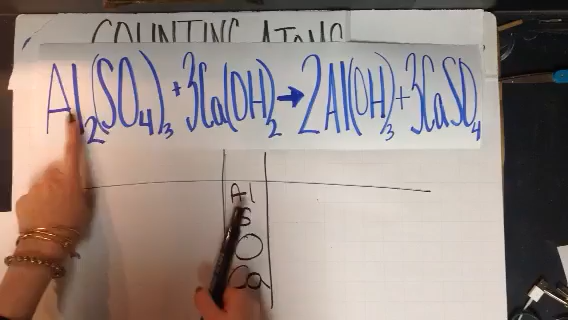 COUNTING ATOMS
Al₂(SO₄)₃ + 3Ca(OH)₂ → 2Al(OH)₃ + 3CaSO₄
Al
S
O
Ca